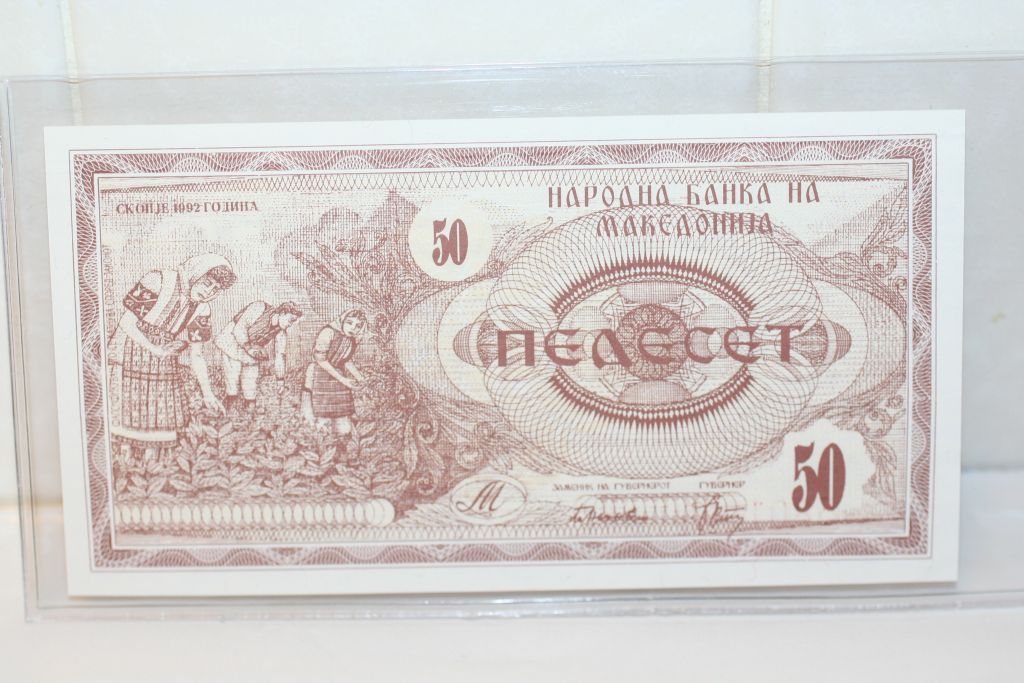 СКОПЈЕ 1992 ГОДИНА
50
НАРОДНА БАНКА НА
МАКЕДОНИЈА
ПЕДЕСЕТ
50
М
ЗАМЕНИК НА ГУВЕРНЕРОТ ГУВЕРНЕР